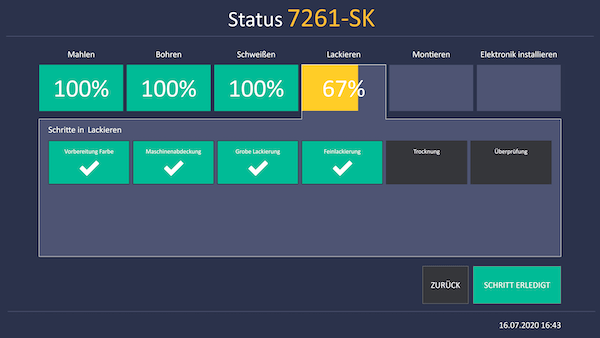 Status 7261-SK
Mahlen Bohren Schweißen Lackieren Montieren Elektronik installieren
100% 100% 100% 67%
Schritte in Lackieren
Vorbereitung Farbe Maschinenabdeckung Grobe Lackierung Feinlackierung Trocknung Überprüfung
ZURÜCK SCHRITT ERLEDIGT
16.07.2020 16:43